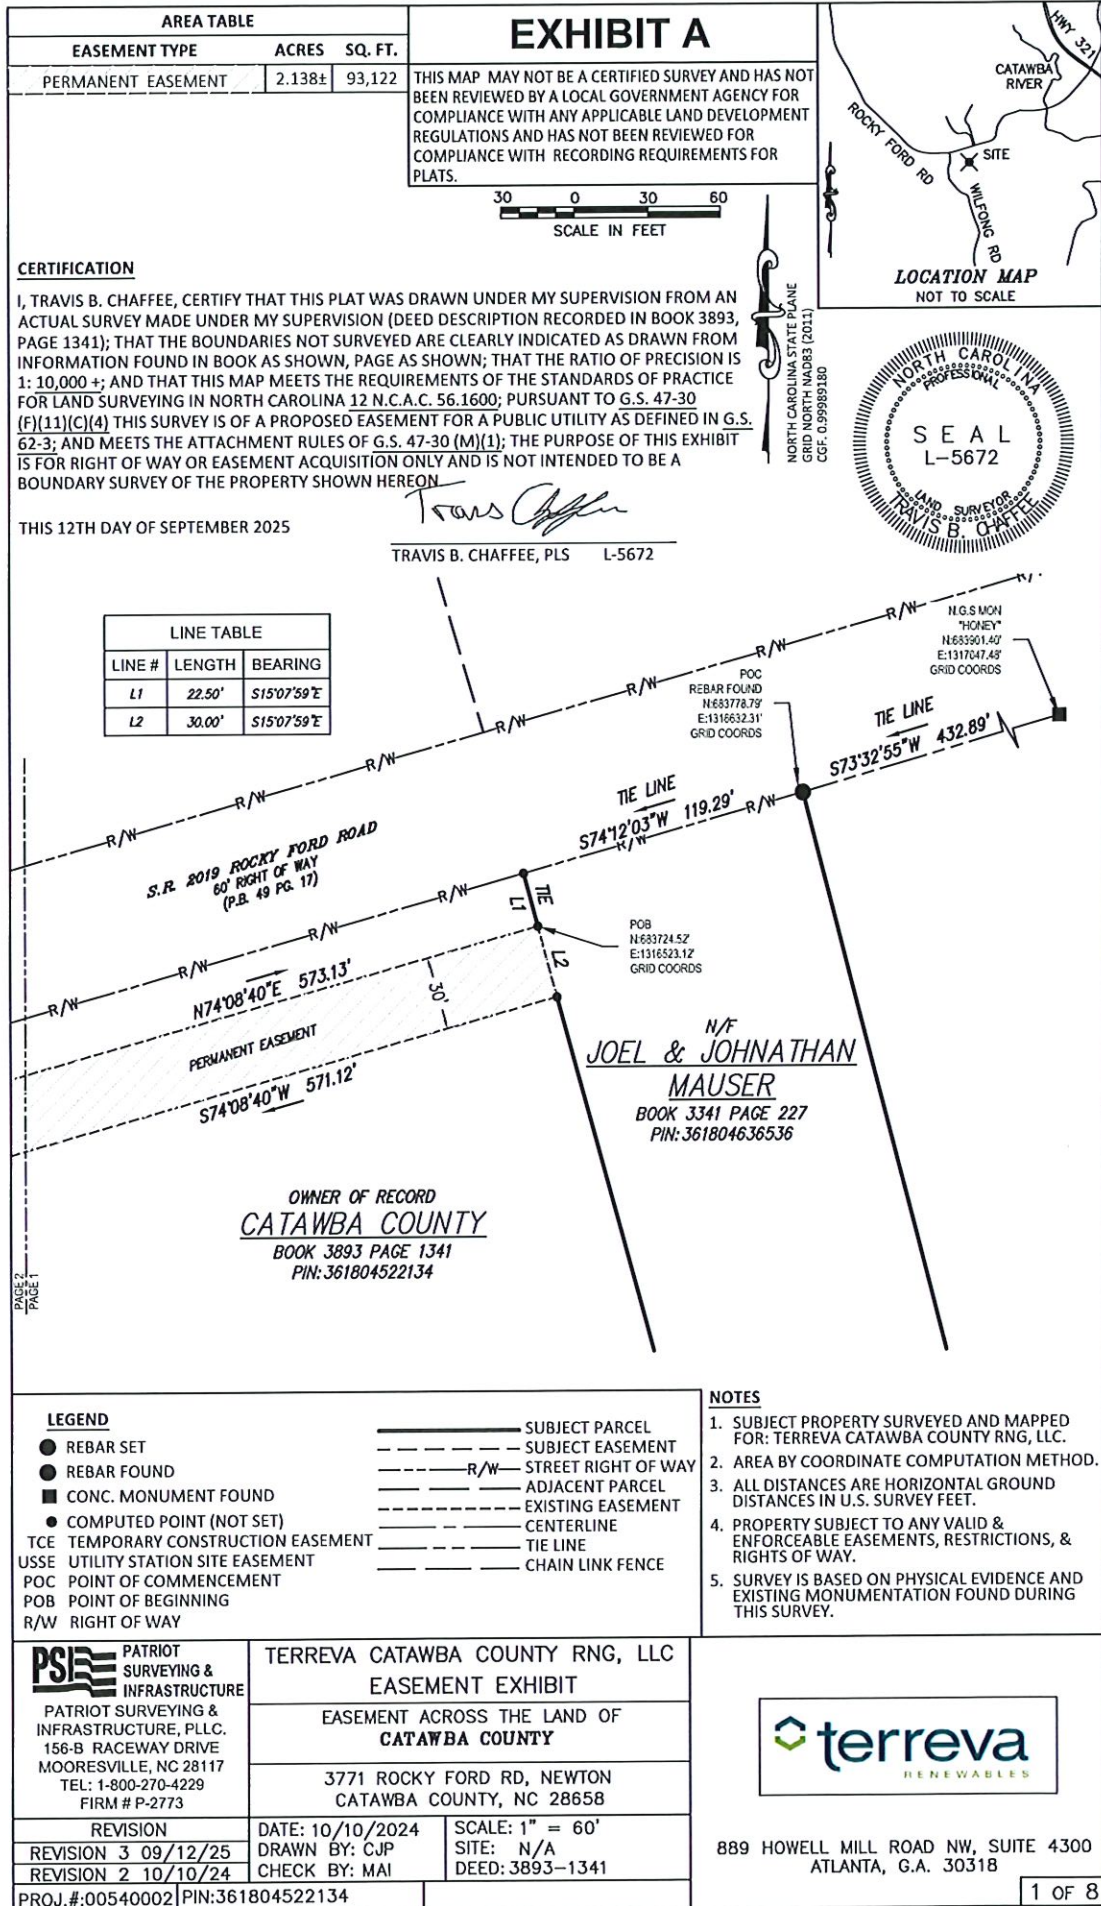 AREA TABLE
EASEMENT TYPE ACRES SQ. FT.
PERMANENT EASEMENT 2.138± 93,122
EXHIBIT A
THIS MAP MAY NOT BE A CERTIFIED SURVEY AND HAS NOT
BEEN REVIEWED BY A LOCAL GOVERNMENT AGENCY FOR
COMPLIANCE WITH ANY APPLICABLE LAND DEVELOPMENT
REGULATIONS AND HAS NOT BEEN REVIEWED FOR
COMPLIANCE WITH RECORDING REQUIREMENTS FOR
PLATS.
HWY 321
CATAWBA
RIVER
ROCKY FORD RD
SITE
WILFONG RD
LOCATION MAP
NOT TO SCALE
30 0 30 60
SCALE IN FEET
NORTH CAROLINA STATE PLANE
GRID NORTH NAD83 (2011)
CGF. 0.99989180
CERTIFICATION
I, TRAVIS B. CHAFFEE, CERTIFY THAT THIS PLAT WAS DRAWN UNDER MY SUPERVISION FROM AN
ACTUAL SURVEY MADE UNDER MY SUPERVISION (DEED DESCRIPTION RECORDED IN BOOK 3893,
PAGE 1341); THAT THE BOUNDARIES NOT SURVEYED ARE CLEARLY INDICATED AS DRAWN FROM
INFORMATION FOUND IN BOOK AS SHOWN, PAGE AS SHOWN; THAT THE RATIO OF PRECISION IS
1: 10,000 +; AND THAT THIS MAP MEETS THE REQUIREMENTS OF THE STANDARDS OF PRACTICE
FOR LAND SURVEYING IN NORTH CAROLINA 12 N.C.A.C. 56.1600; PURSUANT TO G.S. 47-30
(F)(11)(C)(4) THIS SURVEY IS OF A PROPOSED EASEMENT FOR A PUBLIC UTILITY AS DEFINED IN G.S.
62-3; AND MEETS THE ATTACHMENT RULES OF G.S. 47-30 (M)(1); THE PURPOSE OF THIS EXHIBIT
IS FOR RIGHT OF WAY OR EASEMENT ACQUISITION ONLY AND IS NOT INTENDED TO BE A
BOUNDARY SURVEY OF THE PROPERTY SHOWN HEREON.
THIS 12TH DAY OF SEPTEMBER 2025
Travis Chaffee
TRAVIS B. CHAFFEE, PLS L-5672
NORTH CAROLINA
PROFESSIONAL
SEAL
L-5672
LAND SURVEYOR
TRAVIS B. CHAFFEE
LINE TABLE
LINE # LENGTH BEARING
L1 22.50' S15°07'59"E
L2 30.00' S15°07'59"E
R/W R/W R/W R/W R/W R/W R/W R/W
N.G.S MON
"HONEY"
N:683901.40'
E:1317047.48'
GRID COORDS
POC
REBAR FOUND
N:683778.79'
E:1316632.31'
GRID COORDS
TIE LINE
S73°32'55"W 432.89'
TIE LINE
S74°12'03"W 119.29'
R/W R/W R/W R/W R/W R/W
S.R. 2019 ROCKY FORD ROAD
60' RIGHT OF WAY
(P.B. 49 PG. 17)
L1 TIE
L2
POB
N:683724.52'
E:1316523.12'
GRID COORDS
N74°08'40"E 573.13'
30'
PERMANENT EASEMENT
S74°08'40"W 571.12'
N/F
JOEL & JOHNATHAN
MAUSER
BOOK 3341 PAGE 227
PIN:361804636536
OWNER OF RECORD
CATAWBA COUNTY
BOOK 3893 PAGE 1341
PIN:361804522134
PAGE 2
PAGE 1
LEGEND
REBAR SET
REBAR FOUND
CONC. MONUMENT FOUND
COMPUTED POINT (NOT SET)
TCE TEMPORARY CONSTRUCTION EASEMENT
USSE UTILITY STATION SITE EASEMENT
POC POINT OF COMMENCEMENT
POB POINT OF BEGINNING
R/W RIGHT OF WAY
SUBJECT PARCEL
SUBJECT EASEMENT
R/W STREET RIGHT OF WAY
ADJACENT PARCEL
EXISTING EASEMENT
CENTERLINE
TIE LINE
CHAIN LINK FENCE
NOTES
1. SUBJECT PROPERTY SURVEYED AND MAPPED
FOR: TERREVA CATAWBA COUNTY RNG, LLC.
2. AREA BY COORDINATE COMPUTATION METHOD.
3. ALL DISTANCES ARE HORIZONTAL GROUND
DISTANCES IN U.S. SURVEY FEET.
4. PROPERTY SUBJECT TO ANY VALID &
ENFORCEABLE EASEMENTS, RESTRICTIONS, &
RIGHTS OF WAY.
5. SURVEY IS BASED ON PHYSICAL EVIDENCE AND
EXISTING MONUMENTATION FOUND DURING
THIS SURVEY.
PSI PATRIOT
SURVEYING &
INFRASTRUCTURE
PATRIOT SURVEYING &
INFRASTRUCTURE, PLLC.
156-B RACEWAY DRIVE
MOORESVILLE, NC 28117
TEL: 1-800-270-4229
FIRM # P-2773
REVISION
REVISION 3 09/12/25
REVISION 2 10/10/24
PROJ.#:00540002 PIN:361804522134
TERREVA CATAWBA COUNTY RNG, LLC
EASEMENT EXHIBIT
EASEMENT ACROSS THE LAND OF
CATAWBA COUNTY
3771 ROCKY FORD RD, NEWTON
CATAWBA COUNTY, NC 28658
DATE: 10/10/2024
DRAWN BY: CJP
CHECK BY: MAI
SCALE: 1" = 60'
SITE: N/A
DEED: 3893-1341
terreva
RENEWABLES
889 HOWELL MILL ROAD NW, SUITE 4300
ATLANTA, G.A. 30318
1 OF 8